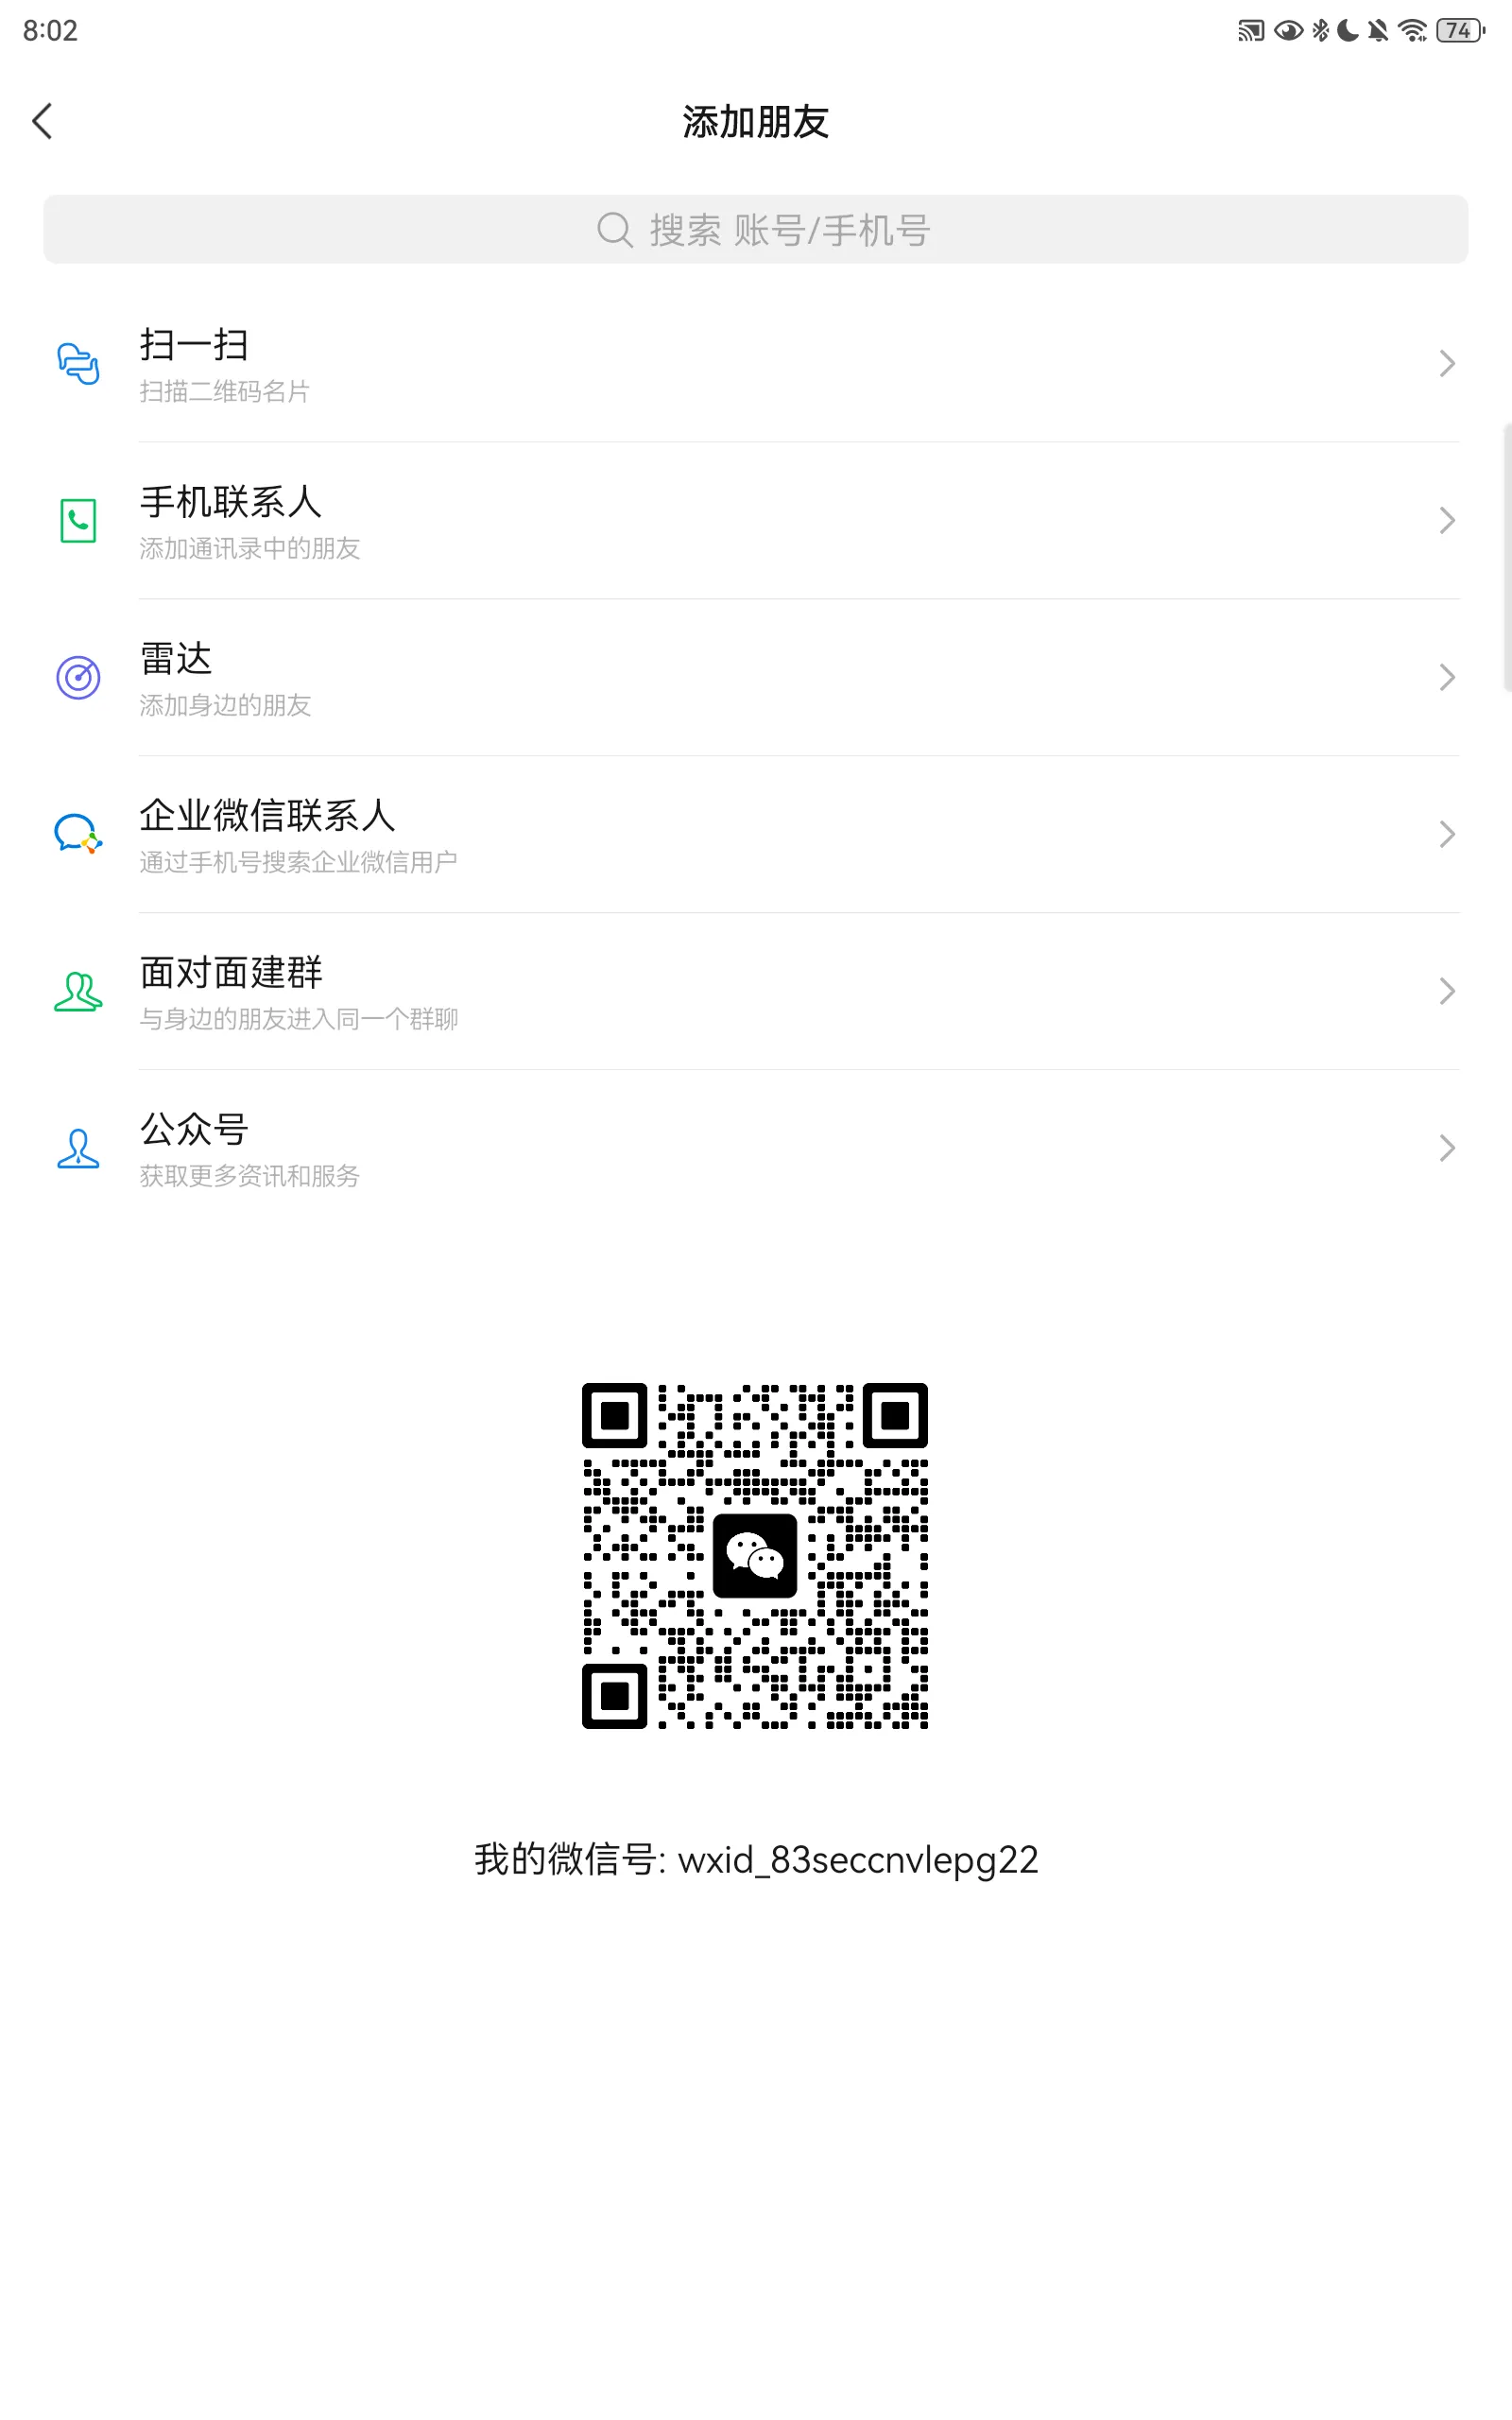 8:02
74
添加朋友
搜索 账号/手机号
扫一扫
扫描二维码名片
手机联系人
添加通讯录中的朋友
雷达
添加身边的朋友
企业微信联系人
通过手机号搜索企业微信用户
面对面建群
与身边的朋友进入同一个群聊
公众号
获取更多资讯和服务
我的微信号: wxid_83seccnvlepg22